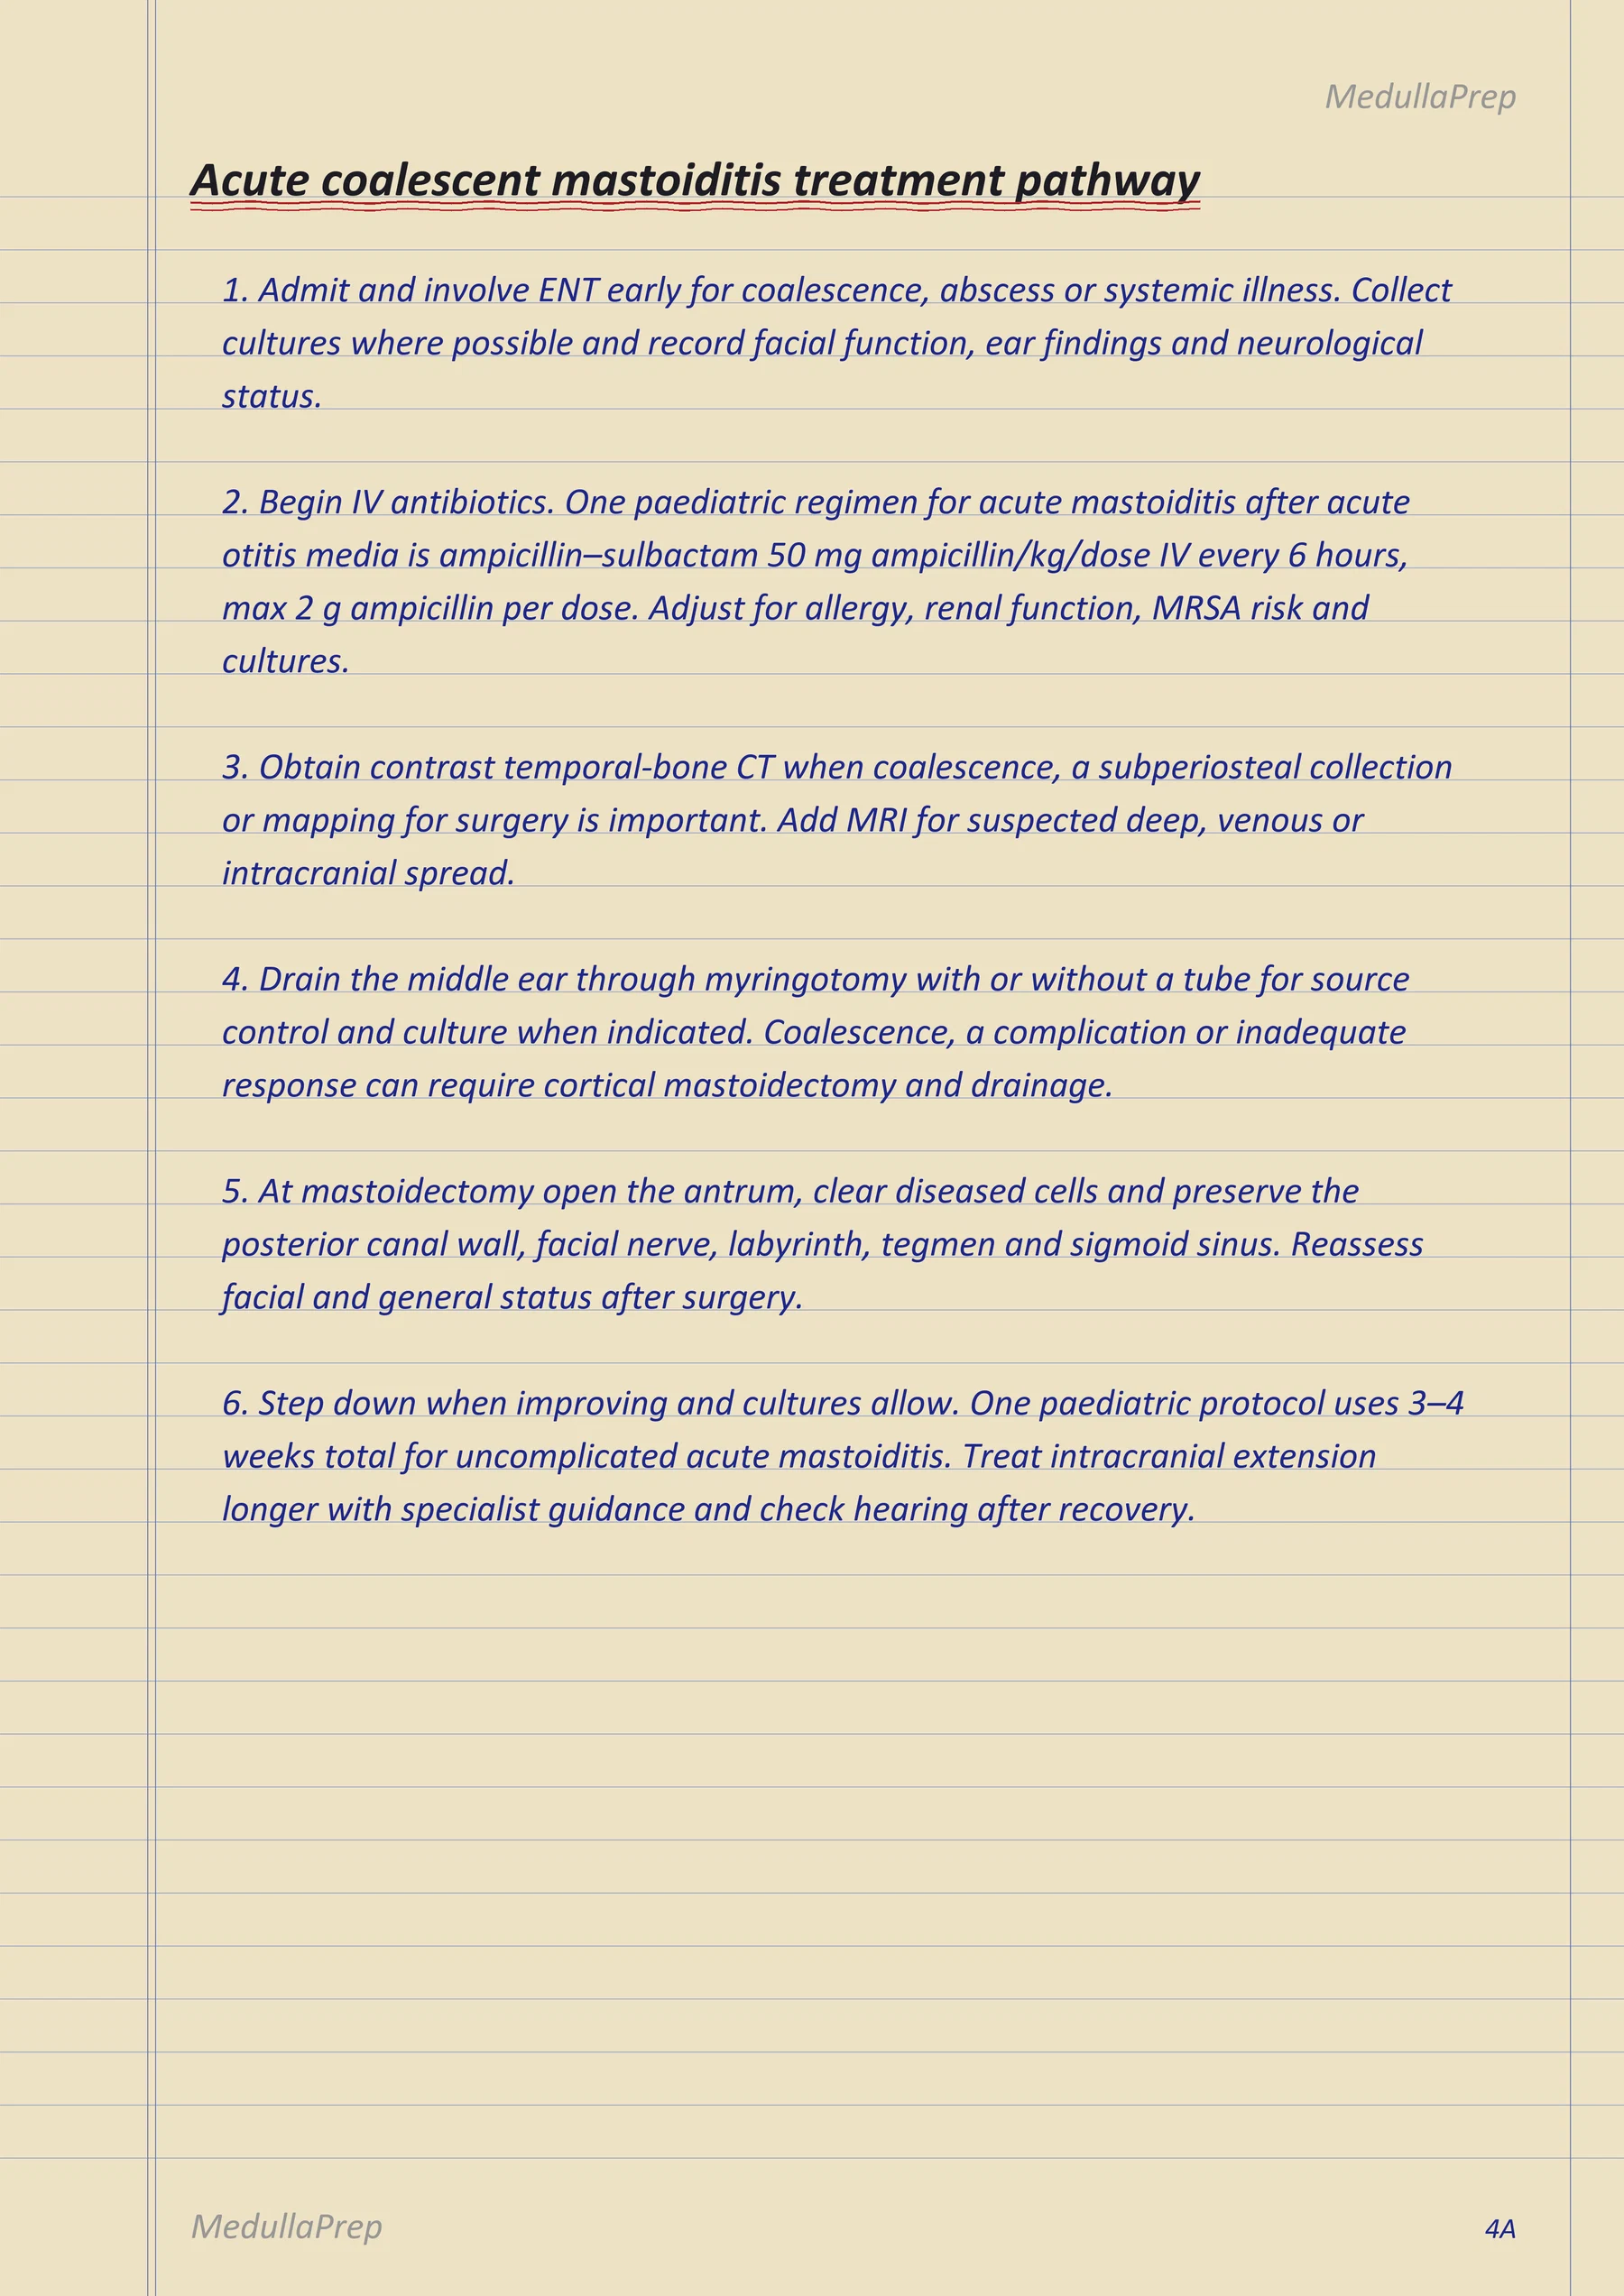 MedullaPrep
Acute coalescent mastoiditis treatment pathway
1. Admit and involve ENT early for coalescence, abscess or systemic illness. Collect
cultures where possible and record facial function, ear findings and neurological
status.
2. Begin IV antibiotics. One paediatric regimen for acute mastoiditis after acute
otitis media is ampicillin–sulbactam 50 mg ampicillin/kg/dose IV every 6 hours,
max 2 g ampicillin per dose. Adjust for allergy, renal function, MRSA risk and
cultures.
3. Obtain contrast temporal-bone CT when coalescence, a subperiosteal collection
or mapping for surgery is important. Add MRI for suspected deep, venous or
intracranial spread.
4. Drain the middle ear through myringotomy with or without a tube for source
control and culture when indicated. Coalescence, a complication or inadequate
response can require cortical mastoidectomy and drainage.
5. At mastoidectomy open the antrum, clear diseased cells and preserve the
posterior canal wall, facial nerve, labyrinth, tegmen and sigmoid sinus. Reassess
facial and general status after surgery.
6. Step down when improving and cultures allow. One paediatric protocol uses 3–4
weeks total for uncomplicated acute mastoiditis. Treat intracranial extension
longer with specialist guidance and check hearing after recovery.
MedullaPrep
4A